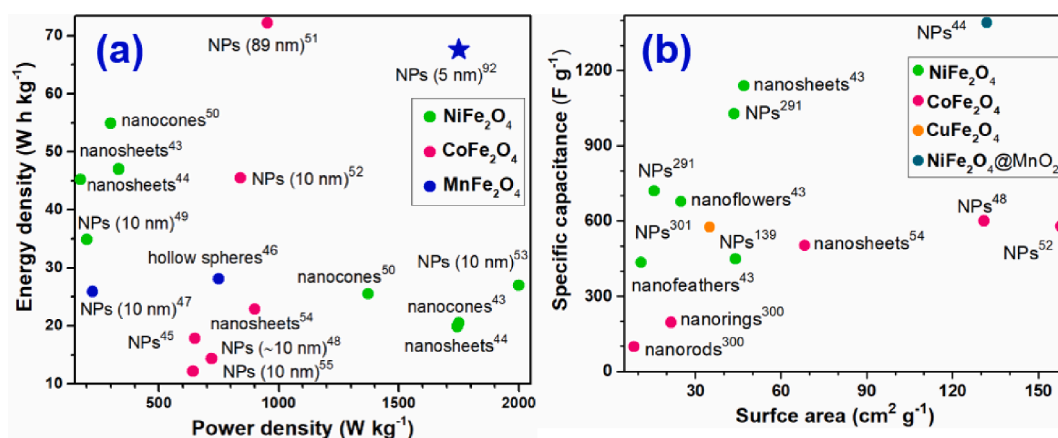 (a)
NPs (89 nm)51
NPs (5 nm)92
nanocones50
nanosheets43
nanosheets44
NPs (10 nm)52
NiFe2O4
CoFe2O4
MnFe2O4
NPs (10 nm)49
hollow spheres46
NPs (10 nm)47
nanocones50
NPs (10 nm)53
nanosheets54
nanocones43
NPs45
NPs (~10 nm)48
nanosheets44
NPs (10 nm)55
70
60
50
40
30
20
10
500
1000
1500
2000
Energy density (W h kg-1)
Power density (W kg-1)
(b)
NPs44
nanosheets43
NPs291
NiFe2O4
CoFe2O4
CuFe2O4
NiFe2O4@MnO2
NPs291
nanoflowers43
NPs48
NPs301
NPs139
nanosheets54
NPs52
nanofeathers43
nanorings300
nanorods300
1200
900
600
300
0
30
60
90
120
150
Specific capacitance (F g-1)
Surfce area (cm2 g-1)